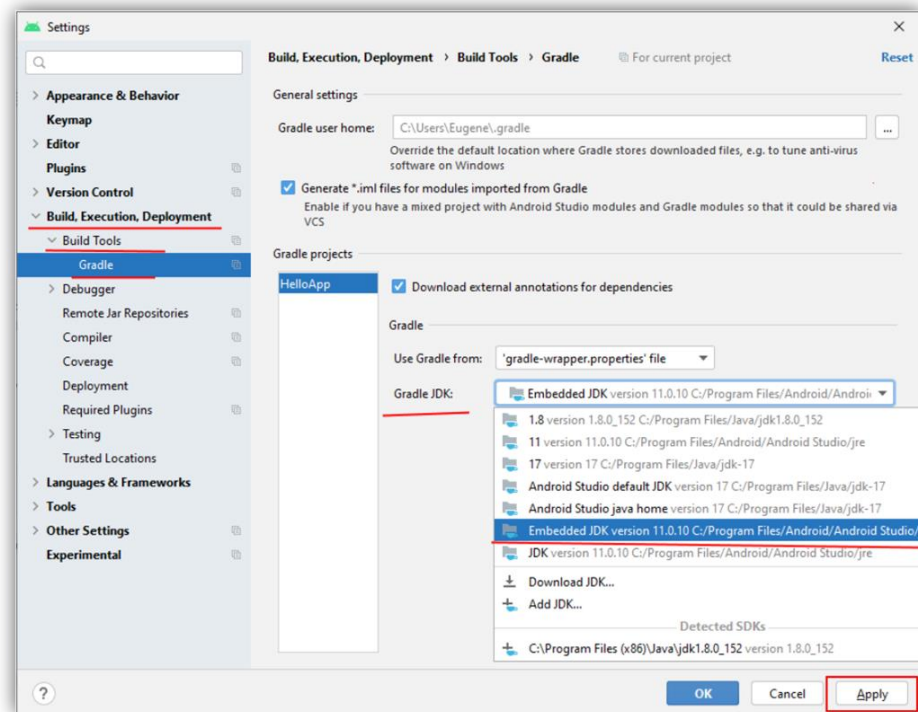 Settings
Appearance & Behavior
Keymap
Editor
Plugins
Version Control
Build, Execution, Deployment
Build Tools
Gradle
Debugger
Remote Jar Repositories
Compiler
Coverage
Deployment
Required Plugins
Testing
Trusted Locations
Languages & Frameworks
Tools
Other Settings
Experimental
Build, Execution, Deployment › Build Tools › Gradle For current project Reset
General settings
Gradle user home: C:\Users\Eugene\.gradle ...
Override the default location where Gradle stores downloaded files, e.g. to tune anti-virus
software on Windows
Generate *.iml files for modules imported from Gradle
Enable if you have a mixed project with Android Studio modules and Gradle modules so that it could be shared via
VCS
Gradle projects
HelloApp
Download external annotations for dependencies
Gradle
Use Gradle from: 'gradle-wrapper.properties' file
Gradle JDK: Embedded JDK version 11.0.10 C:/Program Files/Android/Androi
1.8 version 1.8.0_152 C:/Program Files/Java/jdk1.8.0_152
11 version 11.0.10 C:/Program Files/Android/Android Studio/jre
17 version 17 C:/Program Files/Java/jdk-17
Android Studio default JDK version 17 C:/Program Files/Java/jdk-17
Android Studio java home version 17 C:/Program Files/Java/jdk-17
Embedded JDK version 11.0.10 C:/Program Files/Android/Android Studio/
JDK version 11.0.10 C:/Program Files/Android/Android Studio/jre
Download JDK...
Add JDK...
Detected SDKs
C:\Program Files (x86)\Java\jdk1.8.0_152 version 1.8.0_152
? OK Cancel Apply